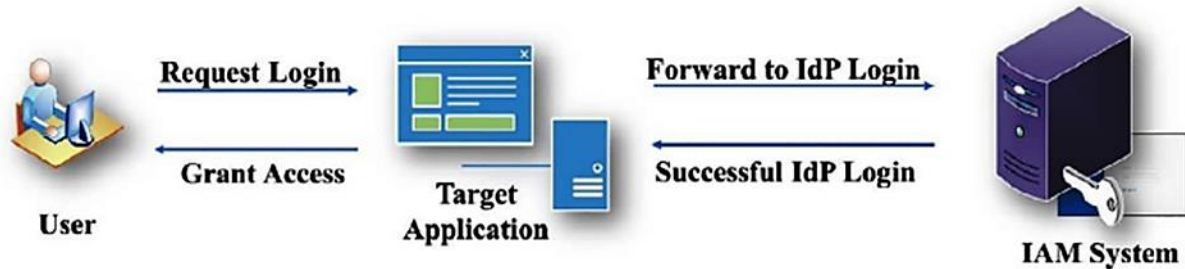 Request Login
Forward to IdP Login
Grant Access
Successful IdP Login
User
Target
Application
IAM System